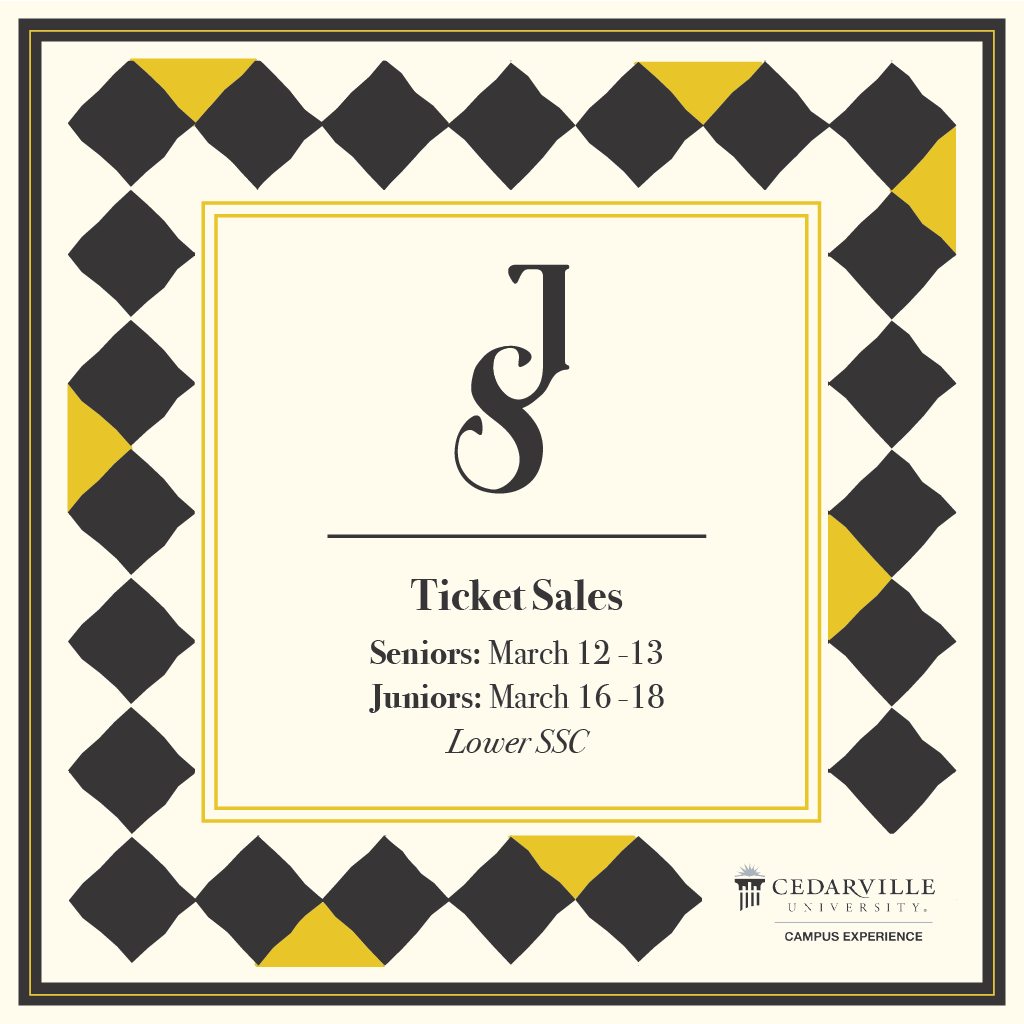 JS
Ticket Sales
Seniors: March 12 -13
Juniors: March 16 -18
Lower SSC
CEDARVILLE
UNIVERSITY®
CAMPUS EXPERIENCE